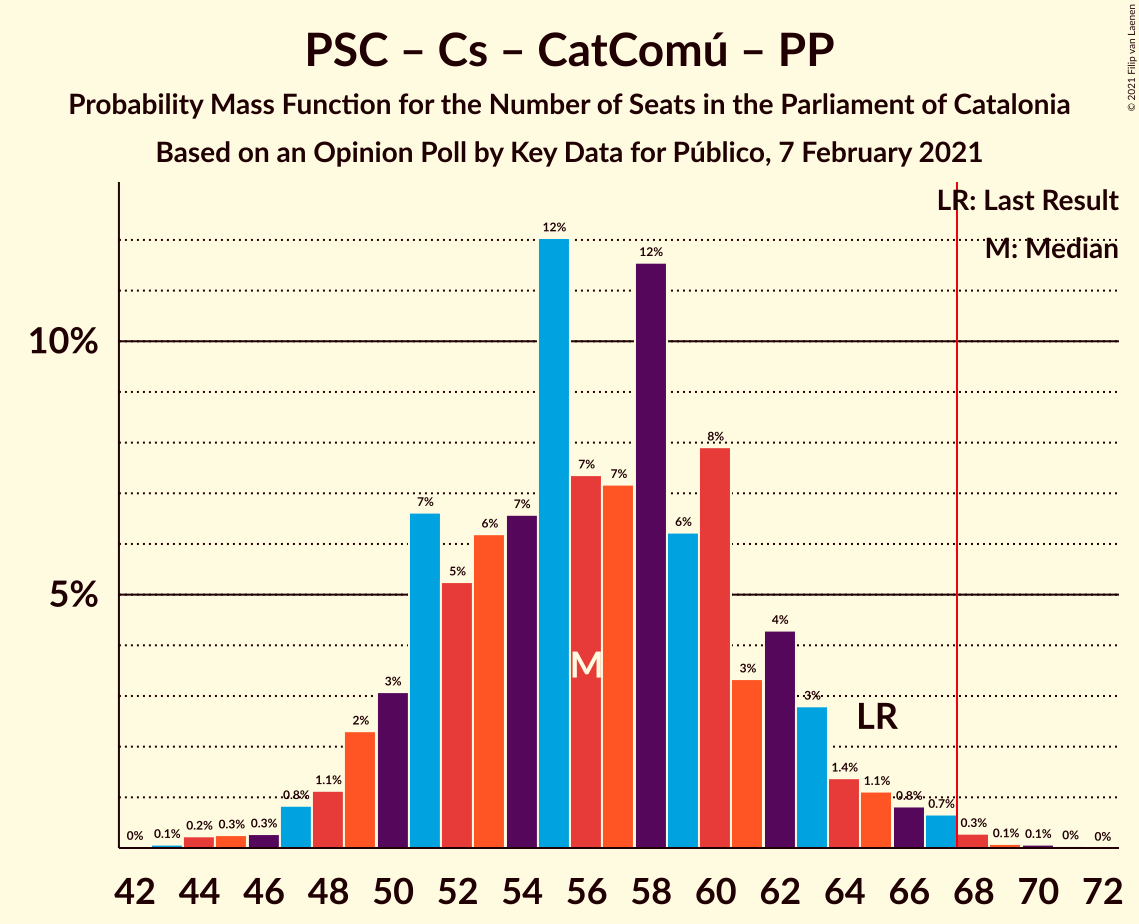 PSC – Cs – CatComú – PP
Probability Mass Function for the Number of Seats in the Parliament of Catalonia
Based on an Opinion Poll by Key Data for Público, 7 February 2021
© 2021 Filip van Laenen
LR: Last Result
M: Median
10%
5%
0% 0.1% 0.2% 0.3% 0.3% 0.8% 1.1% 2% 3% 7% 5% 6% 7% 12% 7% 7% 12% 6% 8% 3% 4% 3% 1.4% 1.1% 0.8% 0.7% 0.3% 0.1% 0.1% 0% 0%
M
LR
42 44 46 48 50 52 54 56 58 60 62 64 66 68 70 72